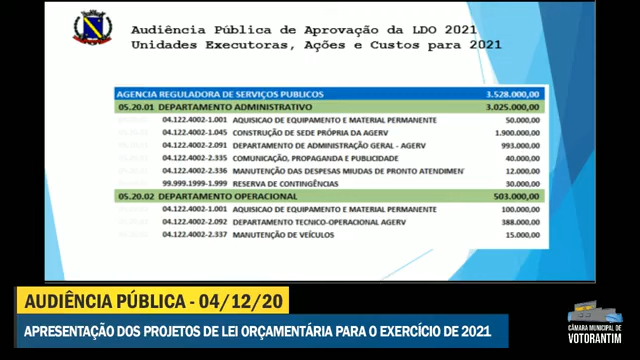 Audiência Pública de Aprovação da LDO 2021
Unidades Executoras, Ações e Custos para 2021
AGENCIA REGULADORA DE SERVIÇOS PUBLICOS 3.528.000,00
05.20.01 DEPARTAMENTO ADMINISTRATIVO 3.025.000,00
04.122.4002-1.001 AQUISICAO DE EQUIPAMENTO E MATERIAL PERMANENTE 50.000,00
04.122.4002-1.045 CONSTRUÇÃO DE SEDE PRÓPRIA DA AGERV 1.900.000,00
04.122.4002-2.091 DEPARTAMENTO DE ADMINISTRAÇÃO GERAL - AGERV 993.000,00
04.122.4002-2.335 COMUNICAÇÃO, PROPAGANDA E PUBLICIDADE 40.000,00
04.122.4002-2.336 MANUTENÇÃO DAS DESPESAS MIUDAS DE PRONTO ATENDIMEN 12.000,00
99.999.1999-1.999 RESERVA DE CONTINGÊNCIAS 30.000,00
05.20.02 DEPARTAMENTO OPERACIONAL 503.000,00
04.122.4002-1.001 AQUISICAO DE EQUIPAMENTO E MATERIAL PERMANENTE 100.000,00
04.122.4002-2.092 DEPARTAMENTO TECNICO-OPERACIONAL AGERV 388.000,00
04.122.4002-2.337 MANUTENÇÃO DE VEÍCULOS 15.000,00
AUDIÊNCIA PÚBLICA - 04/12/20
APRESENTAÇÃO DOS PROJETOS DE LEI ORÇAMENTÁRIA PARA O EXERCÍCIO DE 2021
CÂMARA MUNICIPAL DE
VOTORANTIM